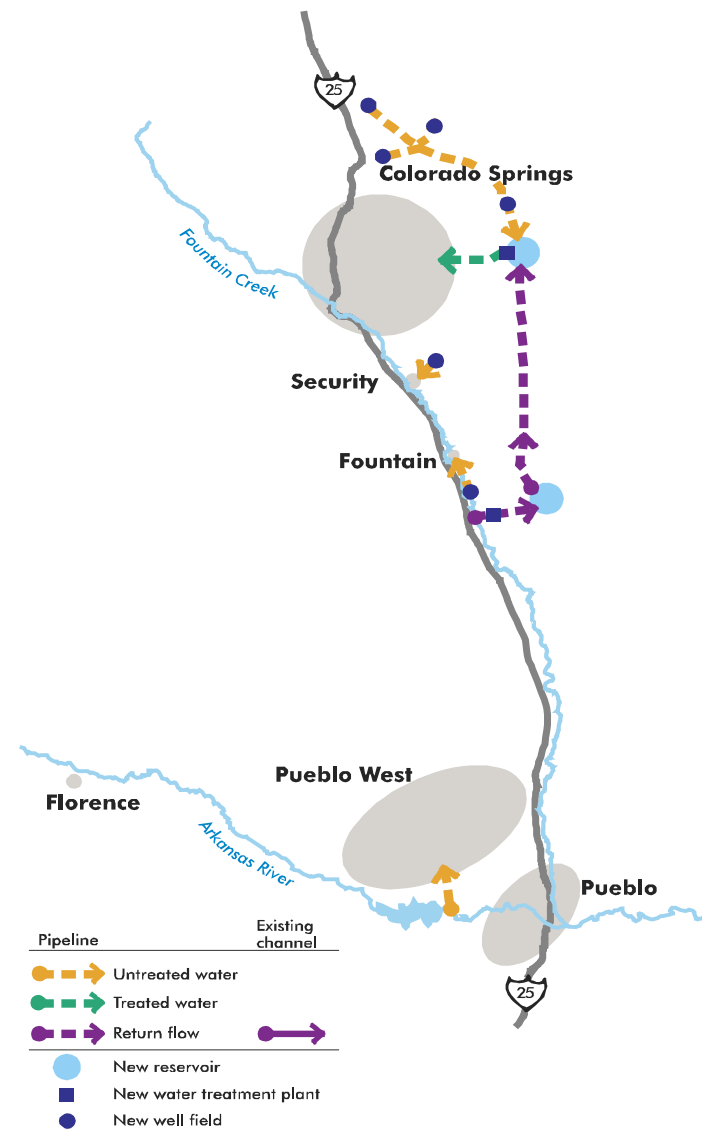 25
Colorado Springs
Fountain Creek
Security
Fountain
Pueblo West
Florence
Arkansas River
Pueblo
Pipeline
Existing
channel
Untreated water
25
Treated water
Return flow
New reservoir
New water treatment plant
New well field